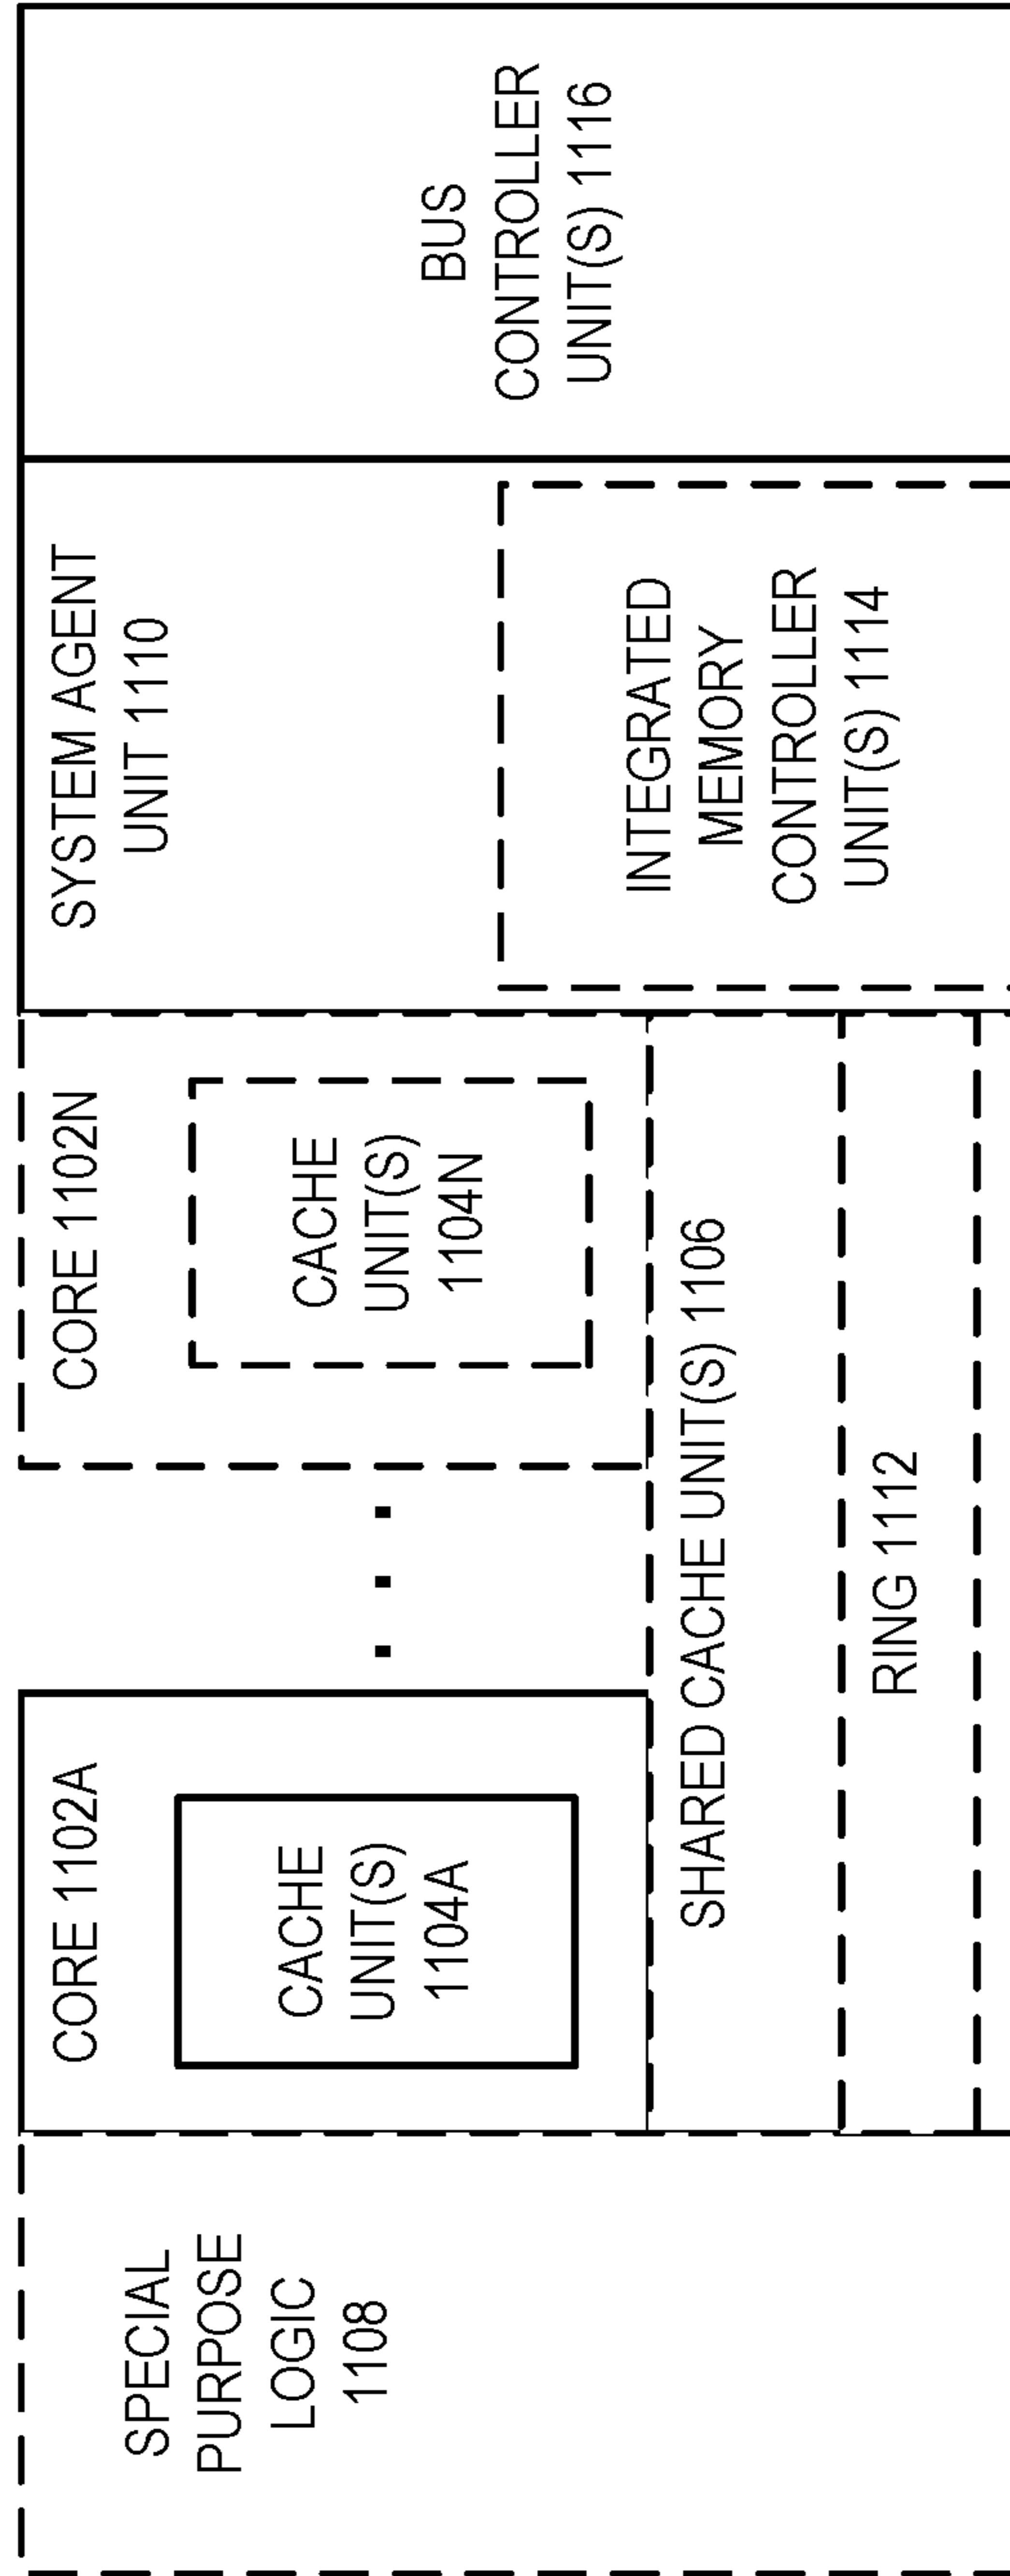 SPECIAL
PURPOSE
LOGIC
1108
CORE 1102A
CACHE
UNIT(S)
1104A
CORE 1102N
CACHE
UNIT(S)
1104N
SHARED CACHE UNIT(S) 1106
RING 1112
SYSTEM AGENT
UNIT 1110
INTEGRATED
MEMORY
CONTROLLER
UNIT(S) 1114
BUS
CONTROLLER
UNIT(S) 1116